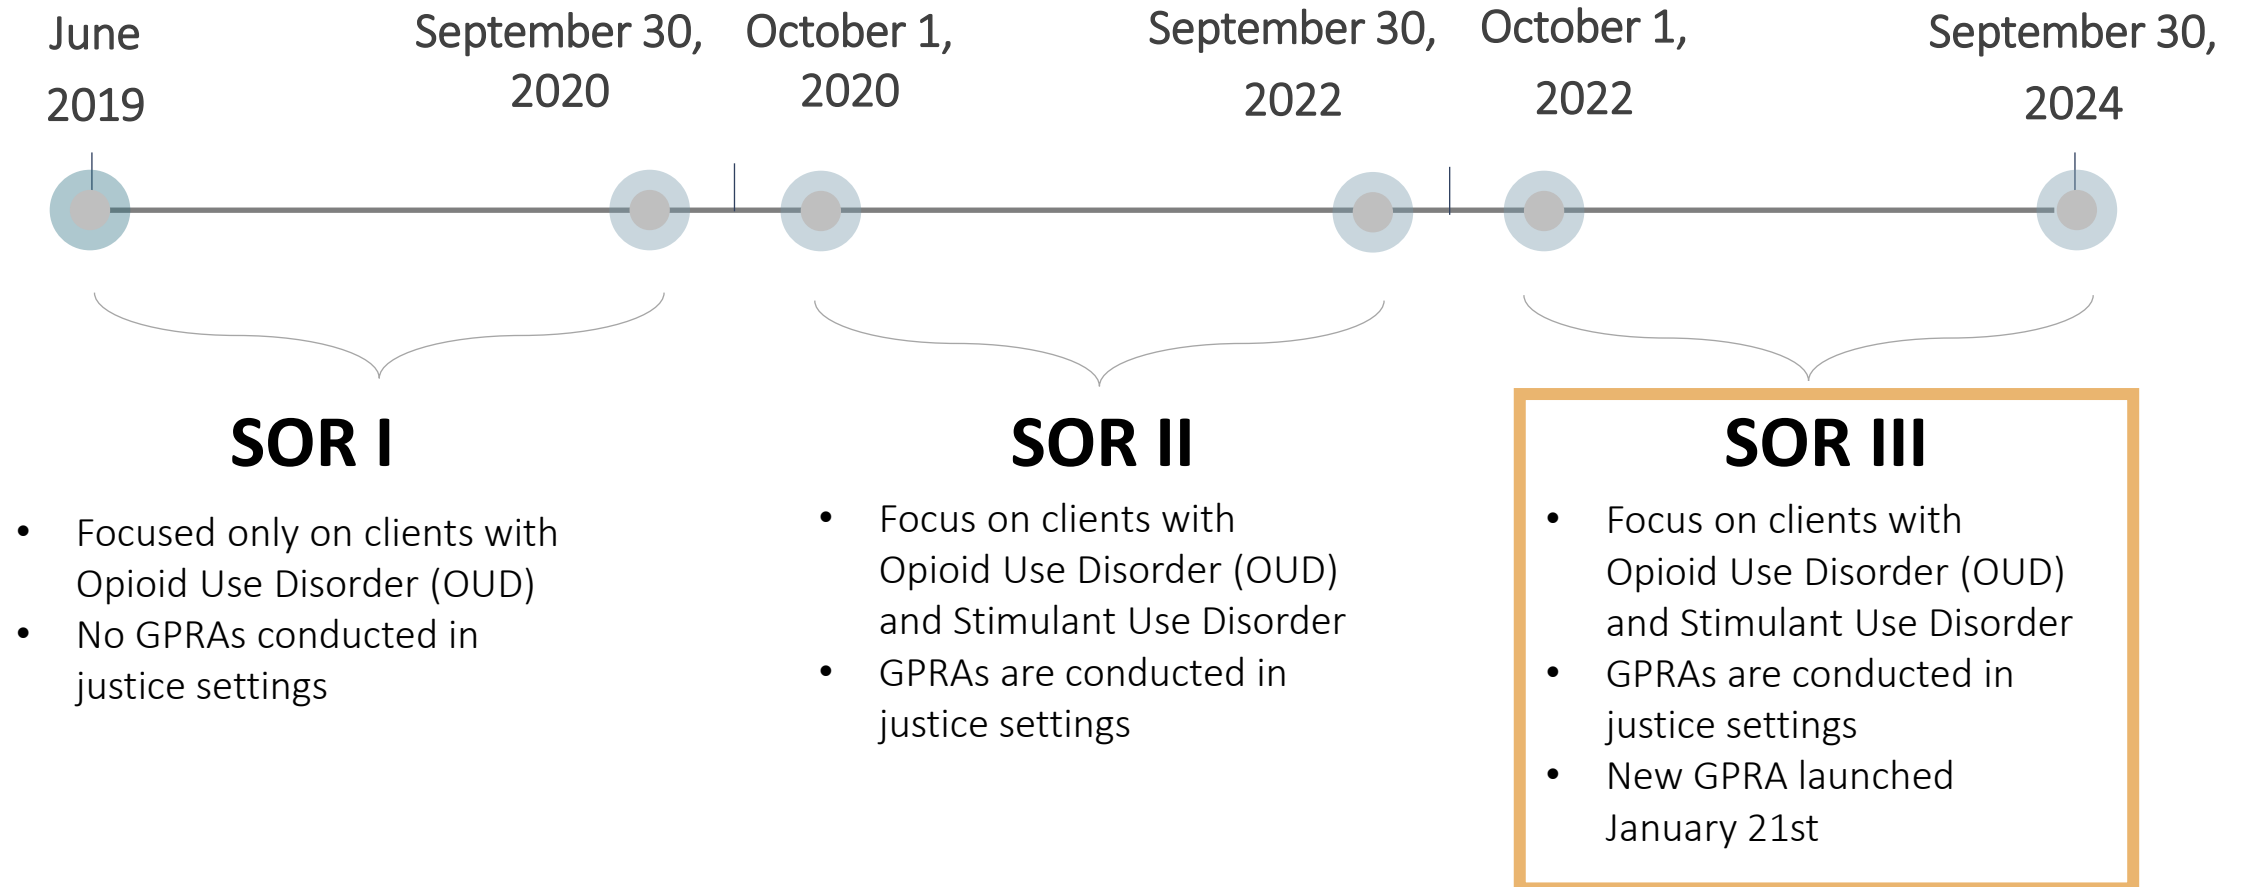 June
2019
September 30,
2020
October 1,
2020
September 30,
2022
October 1,
2022
September 30,
2024
SOR I
• Focused only on clients with
Opioid Use Disorder (OUD)
• No GPRAs conducted in
justice settings
SOR II
• Focus on clients with
Opioid Use Disorder (OUD)
and Stimulant Use Disorder
• GPRAs are conducted in
justice settings
SOR III
• Focus on clients with
Opioid Use Disorder (OUD)
and Stimulant Use Disorder
• GPRAs are conducted in
justice settings
• New GPRA launched
January 21st